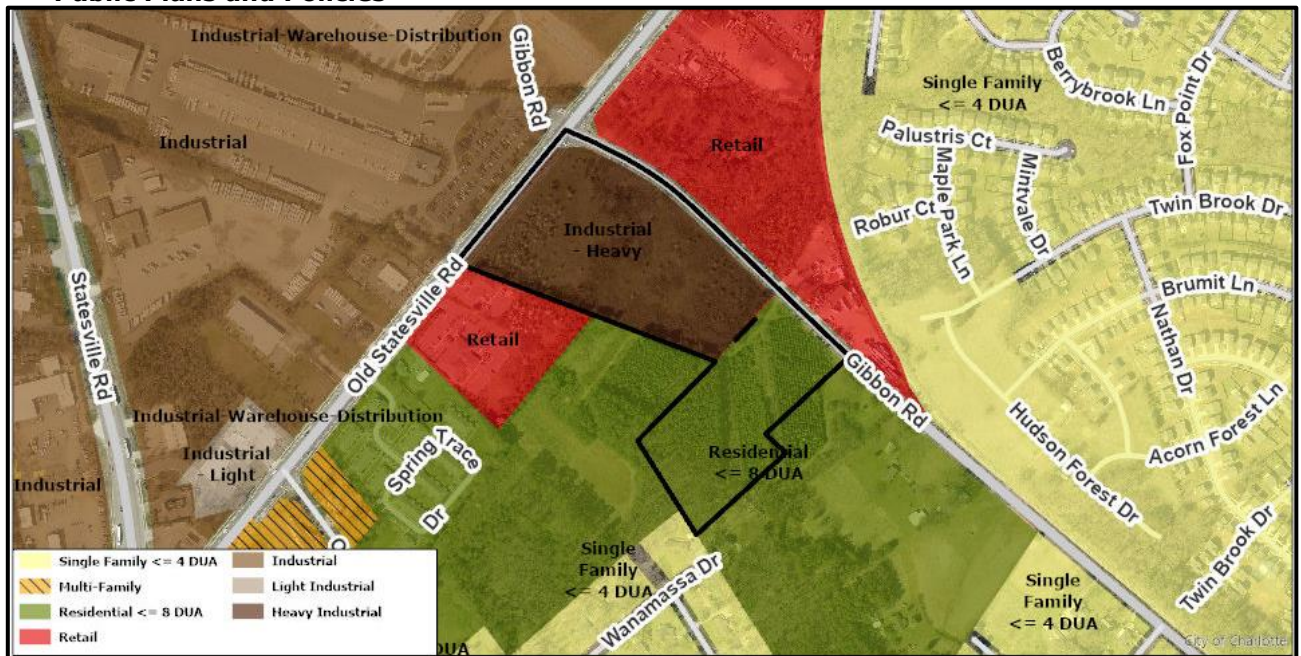 Public Plans and Policies
Industrial-Warehouse-Distribution
Gibbon Rd
Single Family
<= 4 DUA
Berrybrook Ln
Fox Point Dr
Industrial
Retail
Palustris Ct
Maple Park Ln
Mintvale Dr
Robur Ct
Twin Brook Dr
Industrial
- Heavy
Statesville Rd
Old Statesville Rd
Retail
Brumit Ln
Nathan Dr
Gibbon Rd
Industrial-Warehouse-Distribution
Industrial
- Light
Industrial
Spring Trace
Dr
Residential
<= 8 DUA
Hudson Forest Dr
Acorn Forest Ln
Twin Brook Dr
Single
Family
<= 4 DUA
Wanamassa Dr
Single
Family
<= 4 DUA
Single Family <= 4 DUA
Multi-Family
Residential <= 8 DUA
Retail
Industrial
Light Industrial
Heavy Industrial
DUA
City of Charlotte